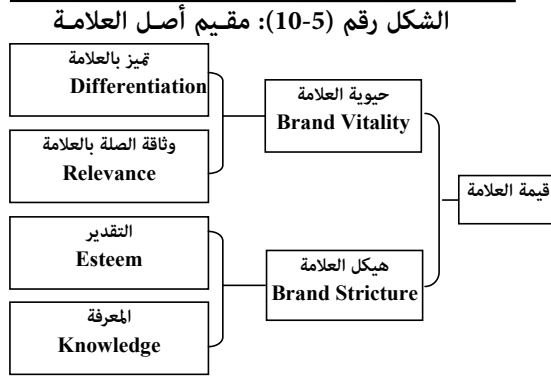 الشكل رقم (5-10): مقيم أصل العلامة
تميز بالعلامة
Differentiation
وثاقة الصلة بالعلامة
Relevance
التقدير
Esteem
المعرفة
Knowledge
حيوية العلامة
Brand Vitality
هيكل العلامة
Brand Stricture
قيمة العلامة